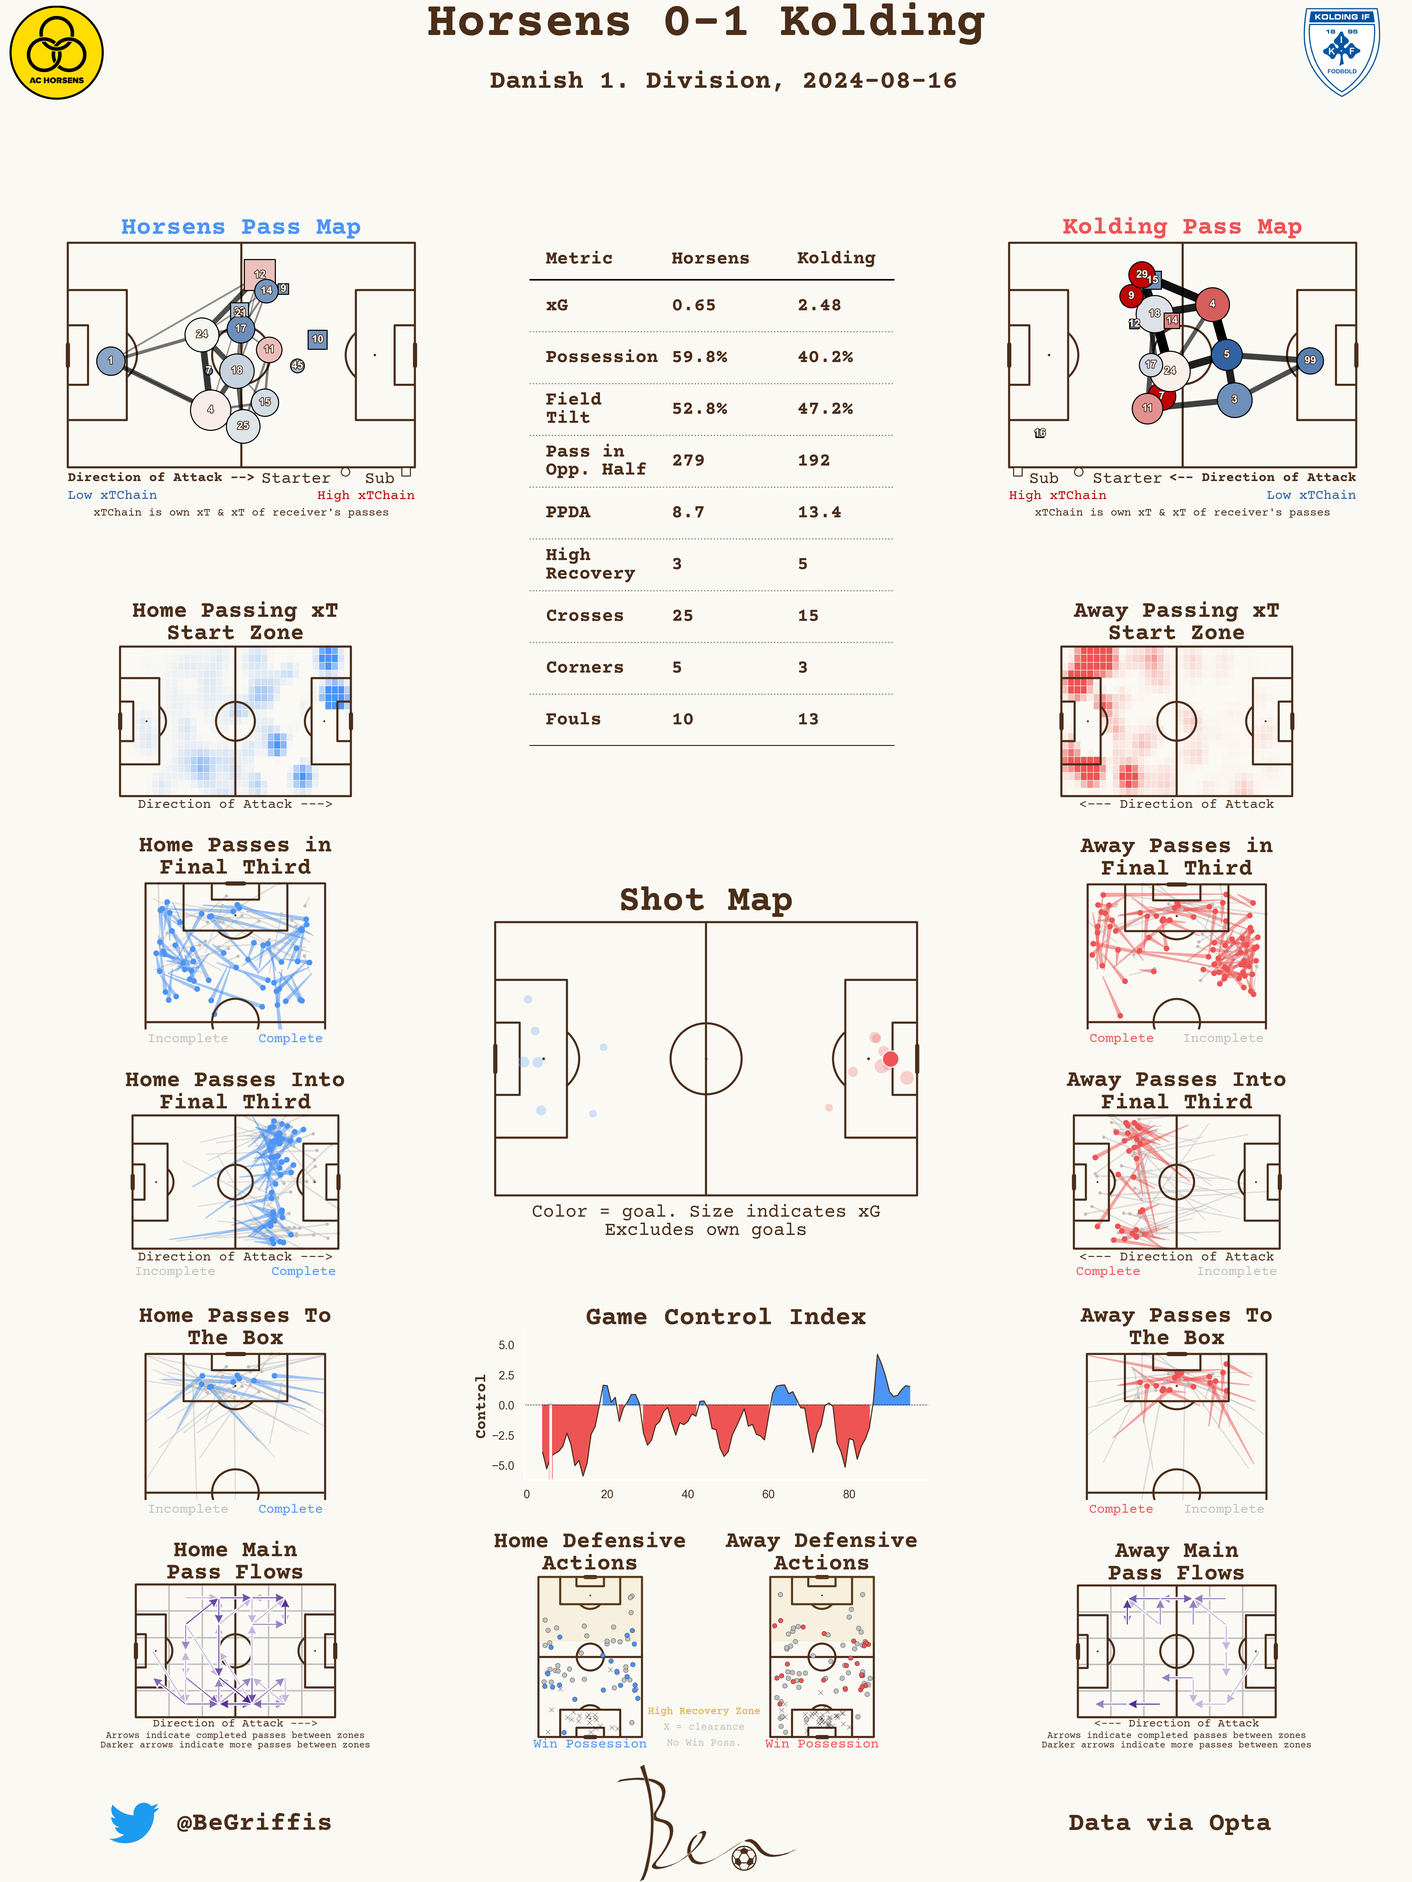 Horsens 0-1 Kolding
Danish 1. Division, 2024-08-16
AC HORSENS
KOLDING IF
18 95
K I F
FODBOLD
Horsens Pass Map
12
14
9
21
24
17
10
1
11
7
18
45
4
15
25
Direction of Attack --> Starter Sub
Low xTChain High xTChain
xTChain is own xT & xT of receiver's passes
Metric Horsens Kolding
xG 0.65 2.48
Possession 59.8% 40.2%
Field
Tilt 52.8% 47.2%
Pass in
Opp. Half 279 192
PPDA 8.7 13.4
High
Recovery 3 5
Crosses 25 15
Corners 5 3
Fouls 10 13
Kolding Pass Map
29
15
9
4
18
14
12
5
17
24
99
7
11
3
16
Sub Starter <-- Direction of Attack
High xTChain Low xTChain
xTChain is own xT & xT of receiver's passes
Home Passing xT
Start Zone
Direction of Attack --->
Away Passing xT
Start Zone
<--- Direction of Attack
Home Passes in
Final Third
Incomplete Complete
Away Passes in
Final Third
Complete Incomplete
Shot Map
Color = goal. Size indicates xG
Excludes own goals
Home Passes Into
Final Third
Direction of Attack --->
Incomplete Complete
Away Passes Into
Final Third
<--- Direction of Attack
Complete Incomplete
Home Passes To
The Box
Incomplete Complete
Game Control Index
Control
5.0
2.5
0.0
−2.5
−5.0
0 20 40 60 80
Away Passes To
The Box
Complete Incomplete
Home Main
Pass Flows
Direction of Attack --->
Arrows indicate completed passes between zones
Darker arrows indicate more passes between zones
Home Defensive
Actions
Win Possession
High Recovery Zone
X = clearance
No Win Poss.
Away Defensive
Actions
Win Possession
Away Main
Pass Flows
<--- Direction of Attack
Arrows indicate completed passes between zones
Darker arrows indicate more passes between zones
@BeGriffis
Ben
Data via Opta